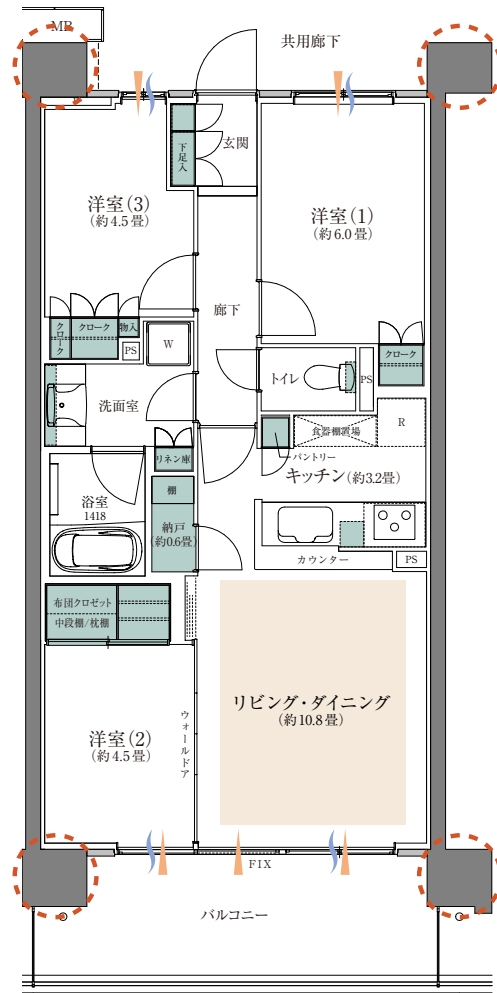 MB
共用廊下
玄関
下足入
洋室(3)
(約4.5畳)
洋室(1)
(約6.0畳)
廊下
クローク
クローク
物入
PS
W
トイレ
PS
クローク
洗面室
食器棚置場
R
パントリー
キッチン(約3.2畳)
リネン庫
棚
浴室
1418
納戸
(約0.6畳)
カウンター
PS
布団クロゼット
中段棚/枕棚
リビング・ダイニング
(約10.8畳)
洋室(2)
(約4.5畳)
ウォールドア
FIX
バルコニー